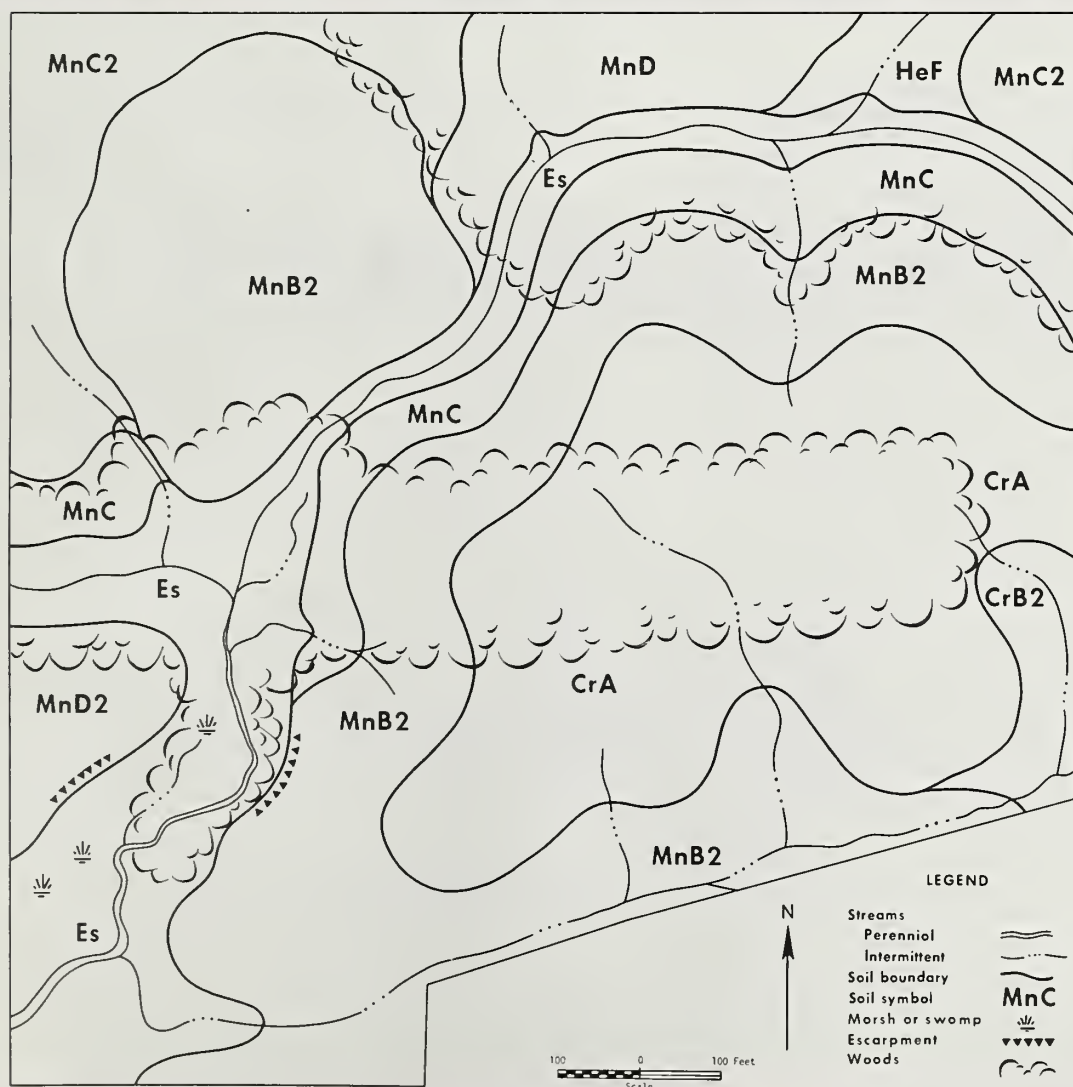 MnC2
MnD
HeF
MnC2
Es
MnC
MnB2
MnB2
MnC
CrA
MnC
Es
CrB2
CrA
MnD2
MnB2
MnB2
Es
LEGEND
N
Streams
Perenniol
Intermittent
Soil boundary
Soil symbol MnC
Morsh or swomp
Escarpment
Woods
100 0 100 Feet
Scale